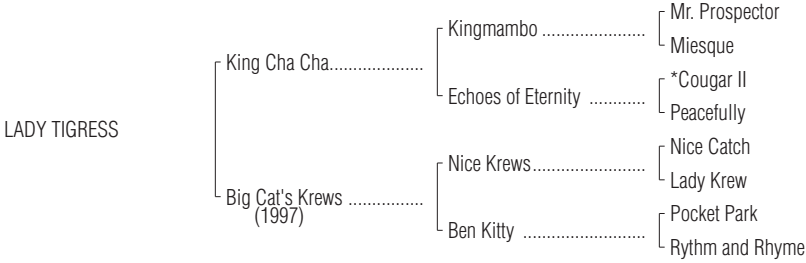 Mr. Prospector
Kingmambo ......................
Miesque
King Cha Cha....................
*Cougar II
Echoes of Eternity ............
Peacefully
LADY TIGRESS
Nice Catch
Nice Krews........................
Lady Krew
Big Cat's Krews ................
(1997)
Pocket Park
Ben Kitty ..........................
Rythm and Rhyme